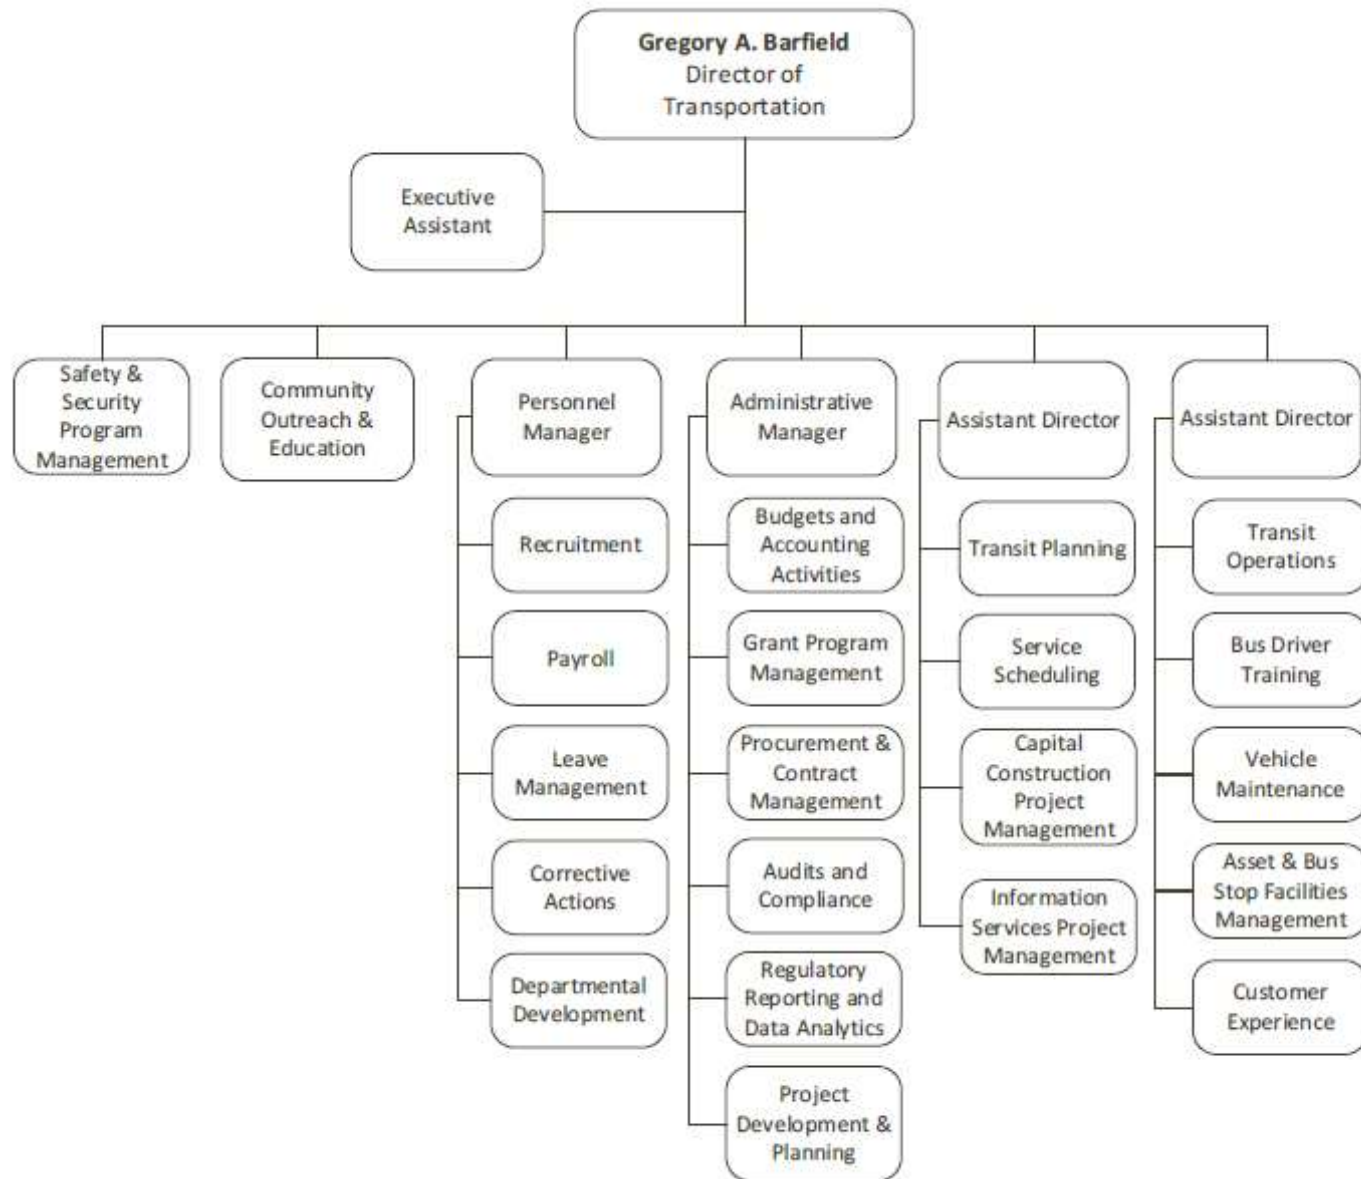 Gregory A. Barfield
Director of
Transportation
Executive
Assistant
Safety &
Security
Program
Management
Community
Outreach &
Education
Personnel
Manager
Administrative
Manager
Assistant Director
Assistant Director
Recruitment
Payroll
Leave
Management
Corrective
Actions
Departmental
Development
Budgets and
Accounting
Activities
Grant Program
Management
Procurement &
Contract
Management
Audits and
Compliance
Regulatory
Reporting and
Data Analytics
Project
Development &
Planning
Transit Planning
Service
Scheduling
Capital
Construction
Project
Management
Information
Services Project
Management
Transit
Operations
Bus Driver
Training
Vehicle
Maintenance
Asset & Bus
Stop Facilities
Management
Customer
Experience